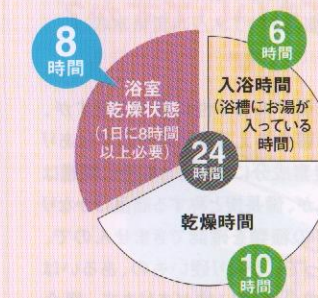 8
時間
浴室
乾燥状態
(1日に8時間
以上必要)
6
時間
入浴時間
(浴槽にお湯が
入っている
時間)
24
時間
乾燥時間
10
時間